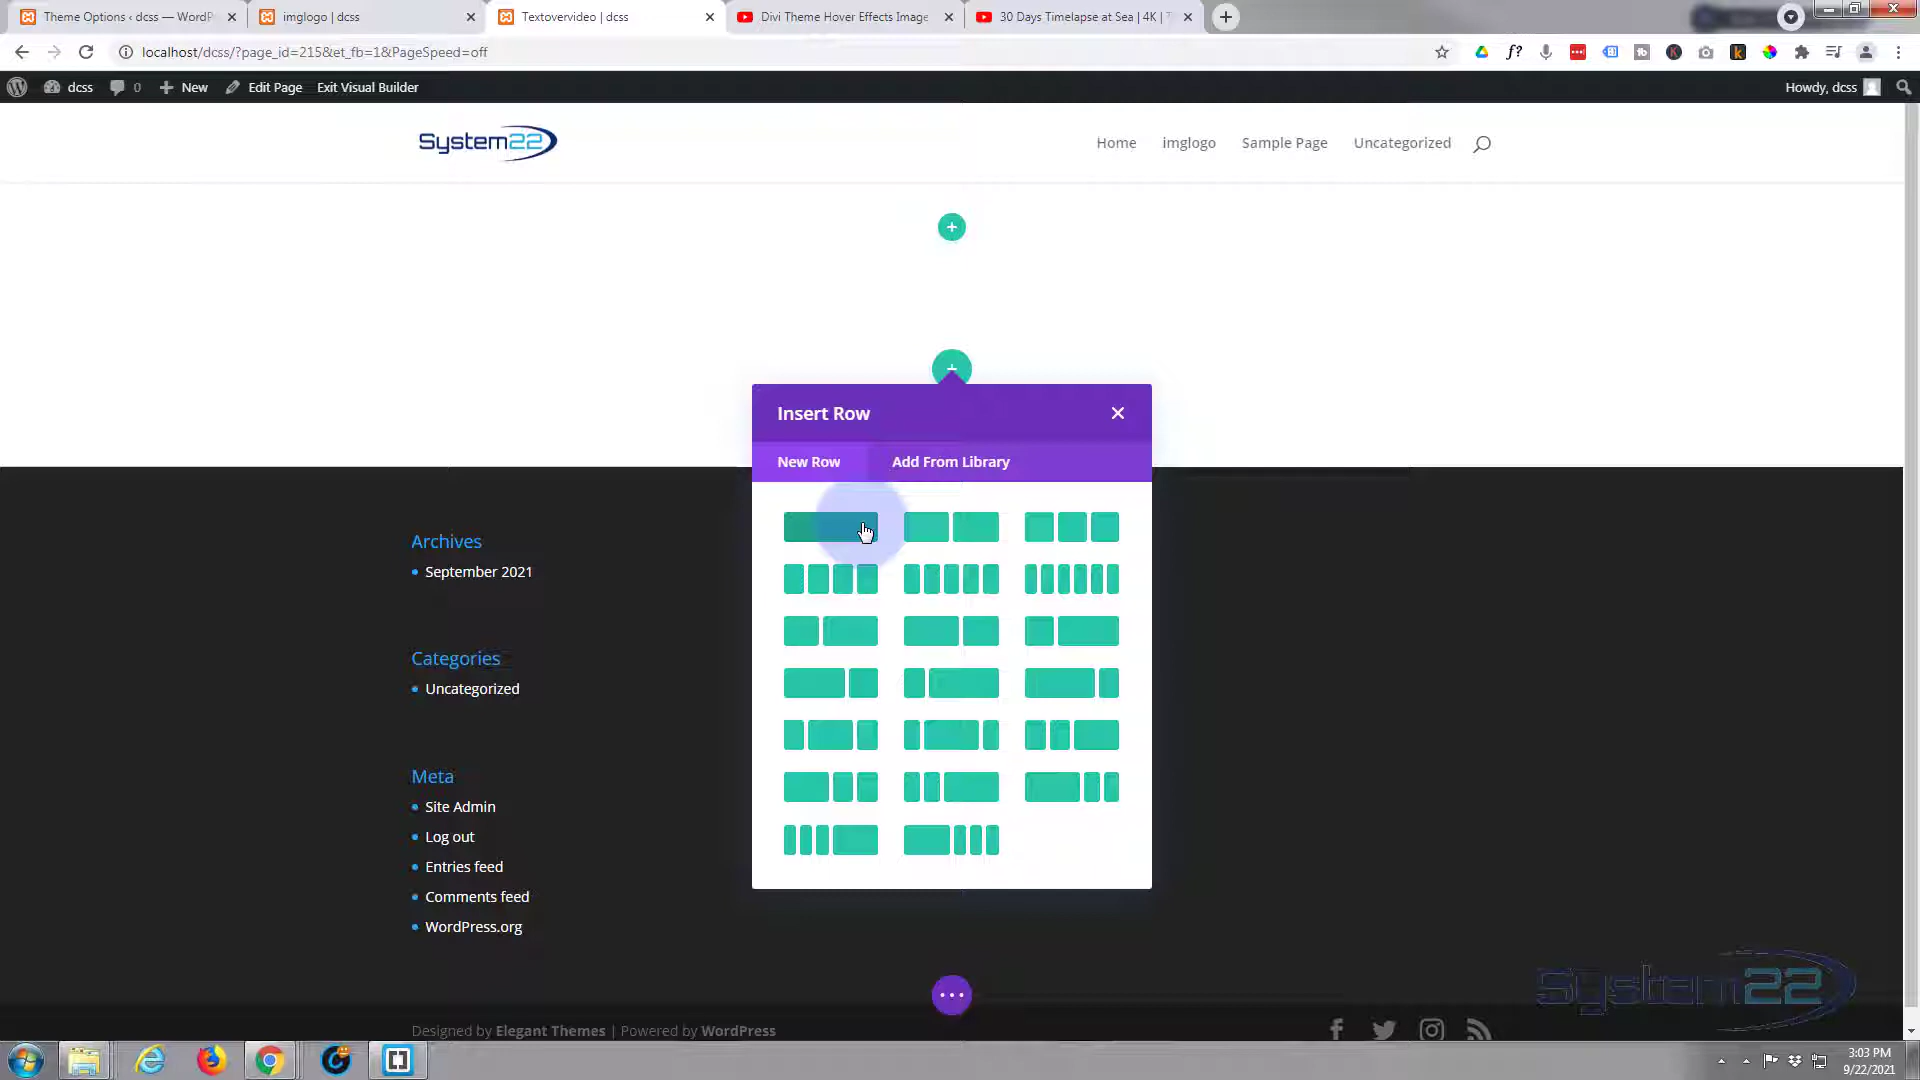 Theme Options ‹ dcss — WordP
imglogo | dcss
Textovervideo | dcss
Divi Theme Hover Effects Image
30 Days Timelapse at Sea | 4K |
localhost/dcss/?page_id=215&et_fb=1&PageSpeed=off
dcss
0
New
Edit Page
Exit Visual Builder
Howdy, dcss
System22
Home
imglogo
Sample Page
Uncategorized
Insert Row
New Row
Add From Library
Archives
September 2021
Categories
Uncategorized
Meta
Site Admin
Log out
Entries feed
Comments feed
WordPress.org
System22
Designed by Elegant Themes | Powered by WordPress
3:03 PM
9/22/2021